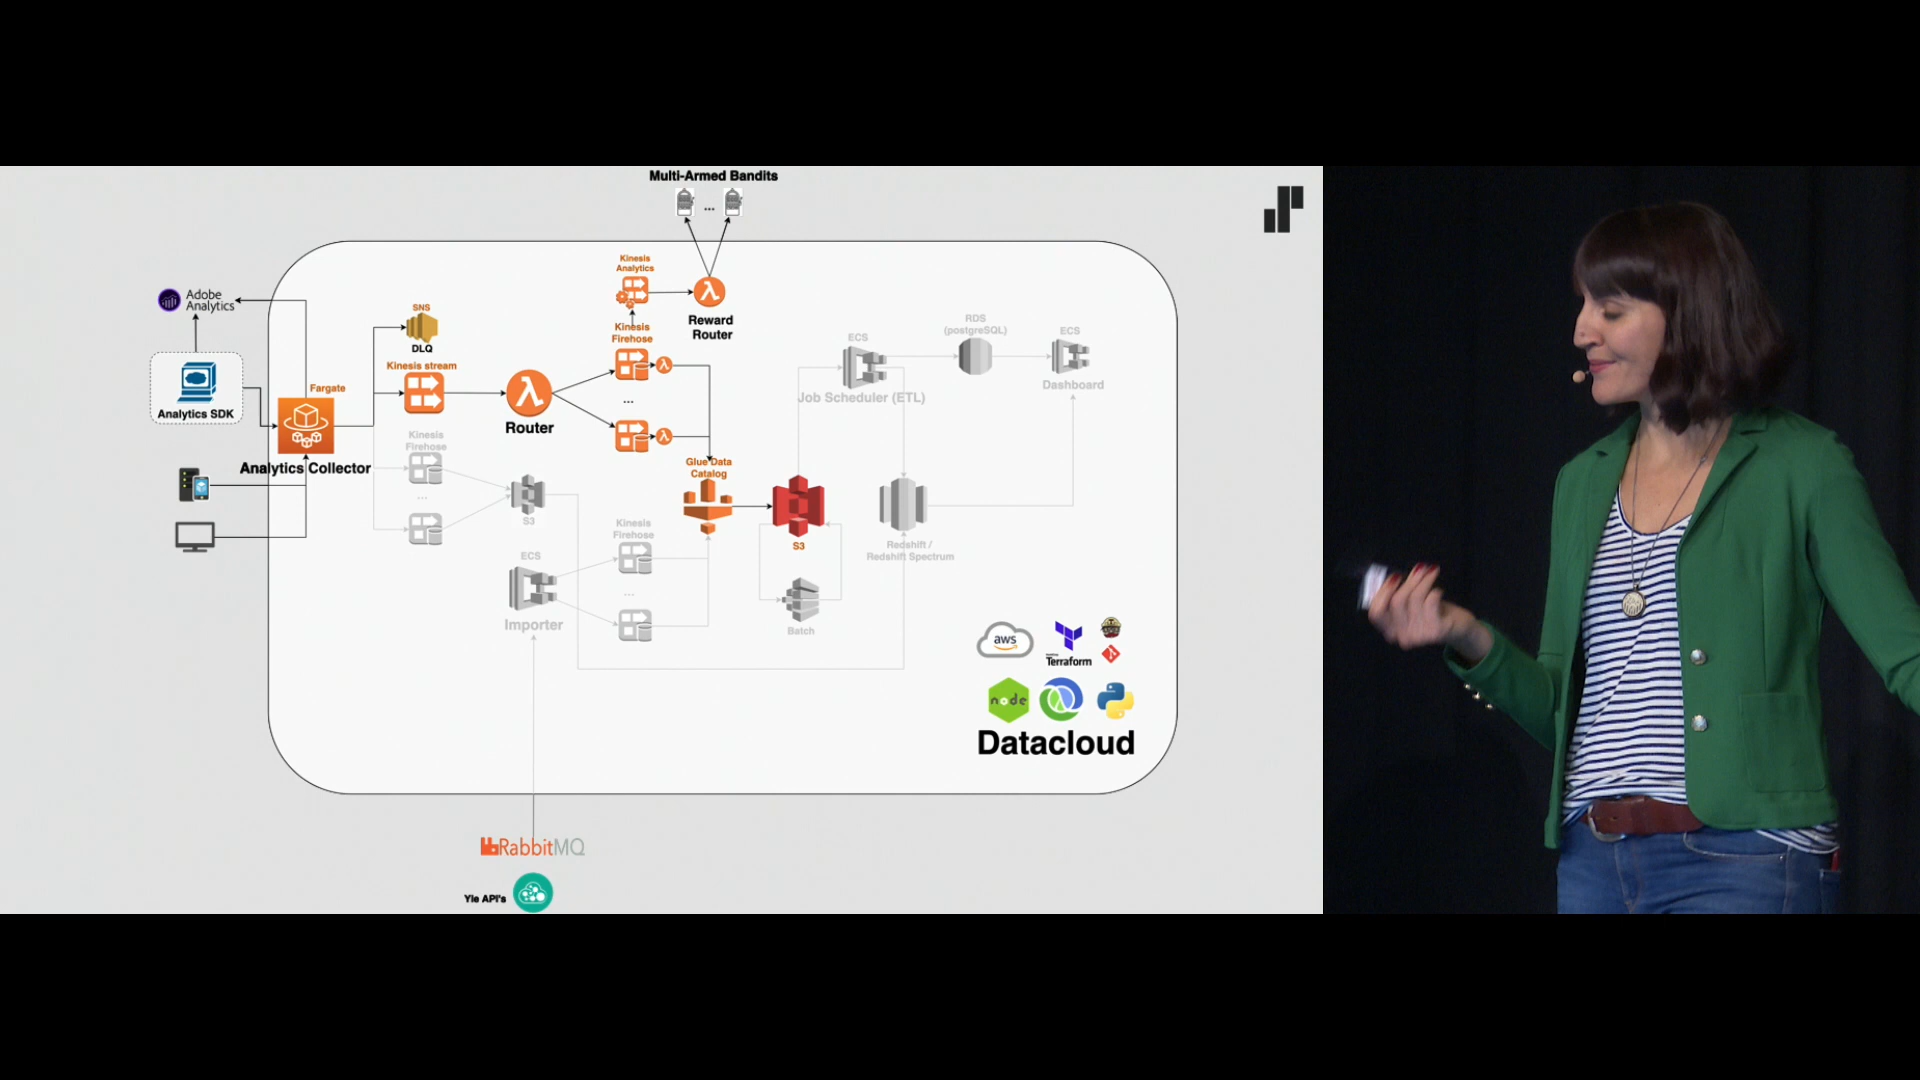 Multi-Armed Bandits
...
Kinesis
Analytics
Reward
Router
Adobe
Analytics
SNS
DLQ
Kinesis
Firehose
Kinesis stream
Fargate
Analytics SDK
Router
...
Analytics Collector
Kinesis
Firehose
...
S3
Glue Data
Catalog
S3
ECS
Job Scheduler (ETL)
RDS
(postgreSQL)
ECS
Dashboard
Redshift /
Redshift Spectrum
ECS
Importer
Kinesis
Firehose
...
Batch
aws
Terraform
node
Datacloud
RabbitMQ
Yle API's